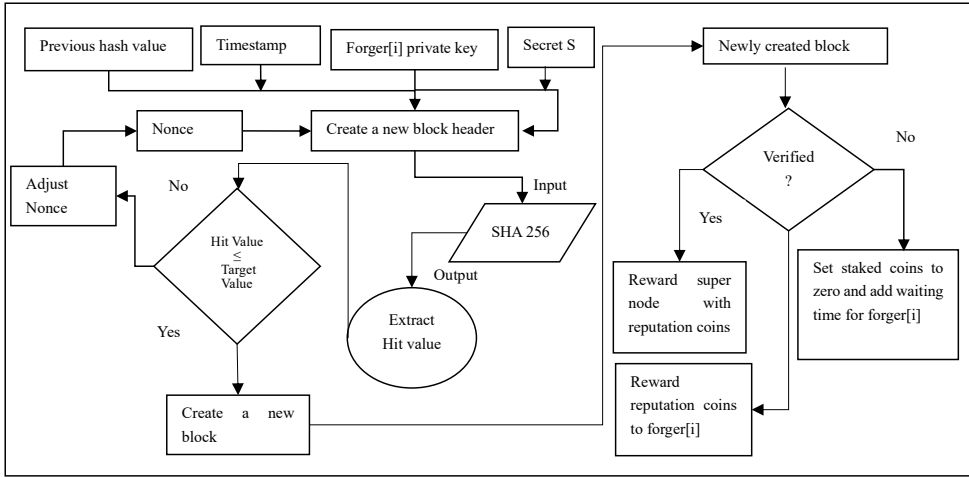 Previous hash value
Timestamp
Forger[i] private key
Secret S
Newly created block
Nonce
Create a new block header
Adjust
Nonce
No
Input
SHA 256
Output
Hit Value
≤
Target
Value
Yes
Extract
Hit value
Create a new
block
Verified
?
No
Yes
Reward super
node with
reputation coins
Set staked coins to
zero and add waiting
time for forger[i]
Reward
reputation coins
to forger[i]